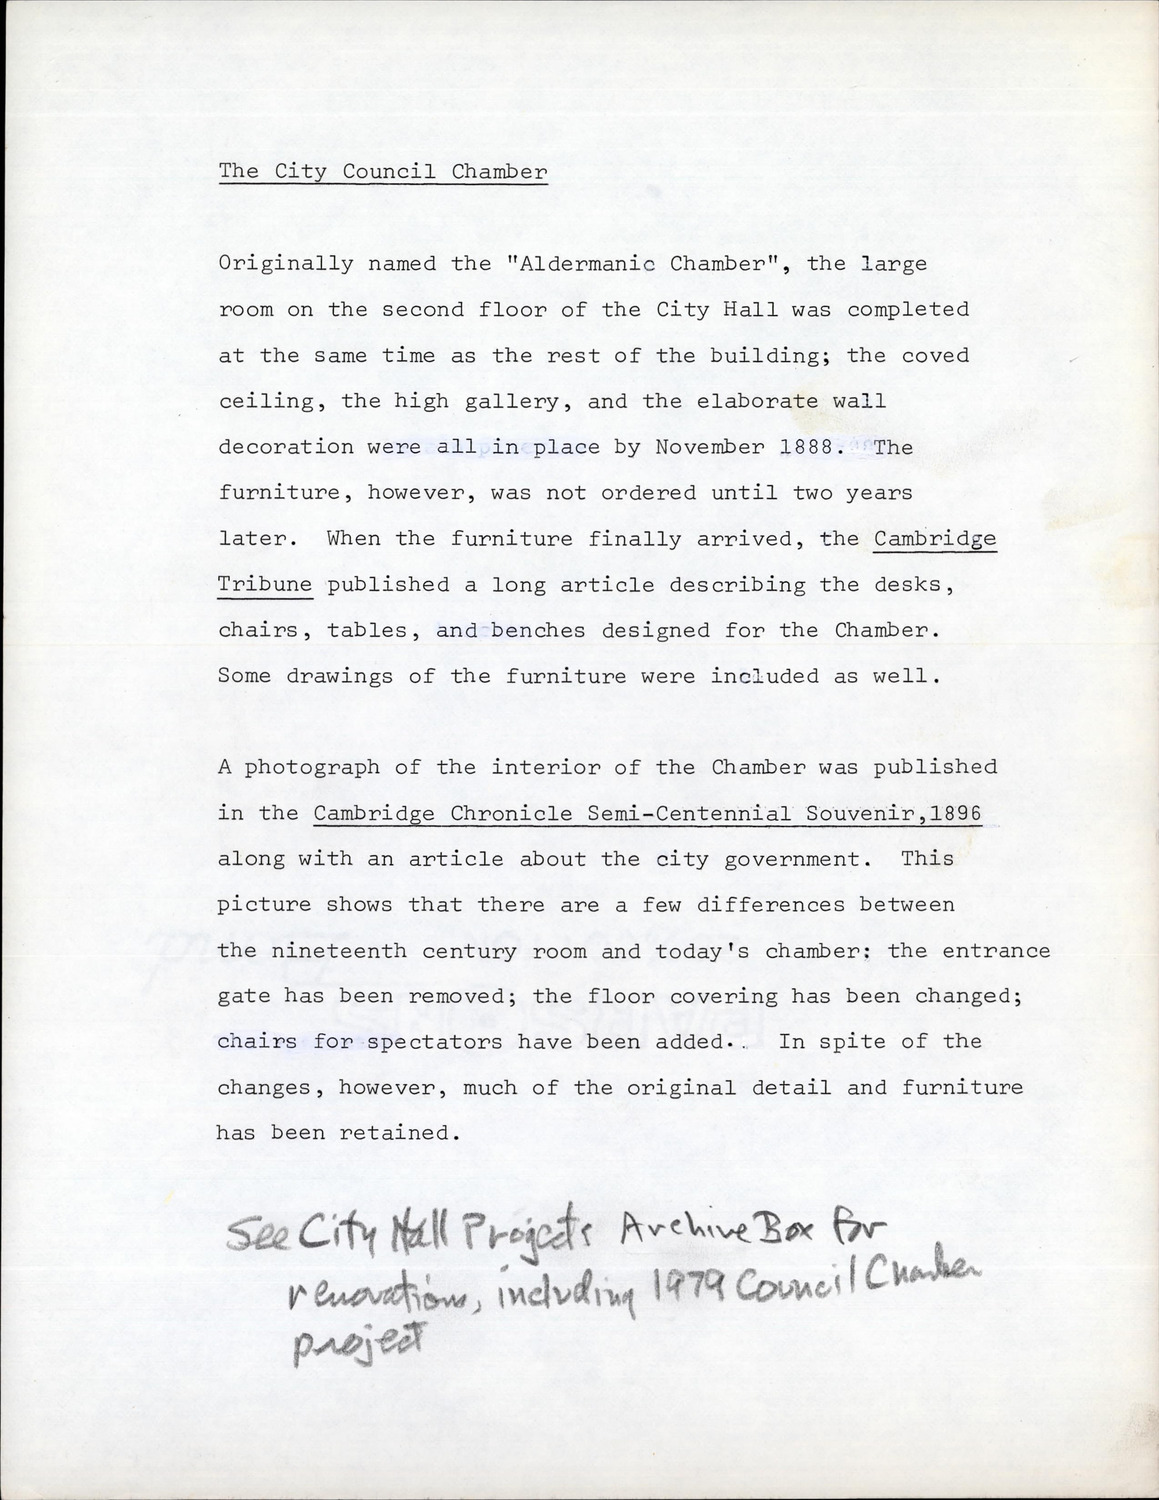 The City Council Chamber
Originally named the "Aldermanic Chamber", the large
room on the second floor of the City Hall was completed
at the same time as the rest of the building; the coved
ceiling, the high gallery, and the elaborate wall
decoration were all in place by November 1888. The
furniture, however, was not ordered until two years
later. When the furniture finally arrived, the Cambridge
Tribune published a long article describing the desks,
chairs, tables, and benches designed for the Chamber.
Some drawings of the furniture were included as well.
A photograph of the interior of the Chamber was published
in the Cambridge Chronicle Semi-Centennial Souvenir,1896
along with an article about the city government. This
picture shows that there are a few differences between
the nineteenth century room and today's chamber: the entrance
gate has been removed; the floor covering has been changed;
chairs for spectators have been added.. In spite of the
changes, however, much of the original detail and furniture
has been retained.
See City Hall Projects Archive Box for
renovations, including 1979 Council Chamber
project